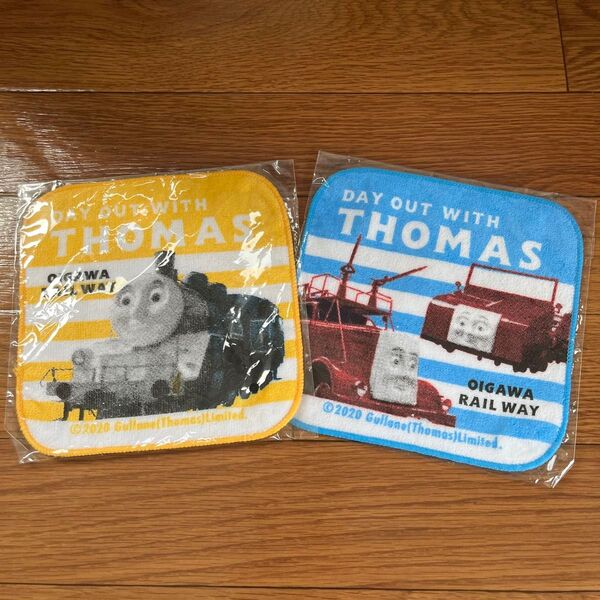 DAY OUT WITH
THOMAS
OIGAWA
RAIL WAY
©2020 Gullane(Thomas)Limited.
DAY OUT WITH
THOMAS
OIGAWA
RAIL WAY
©2020 Gullane(Thomas)Limited.